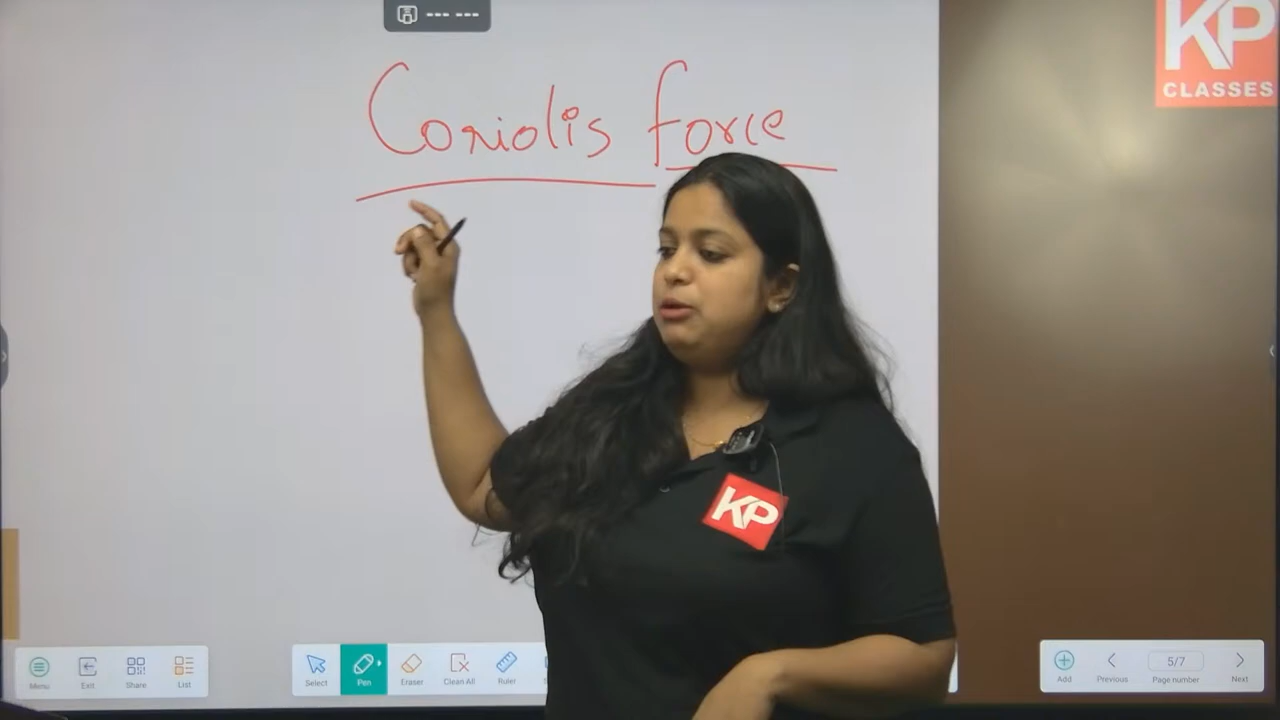 Coriolis force
KP
CLASSES
KP
Menu
Exit
Share
List
Select
Pen
Eraser
Clean All
Ruler
Add
Previous
5/7
Page number
Next